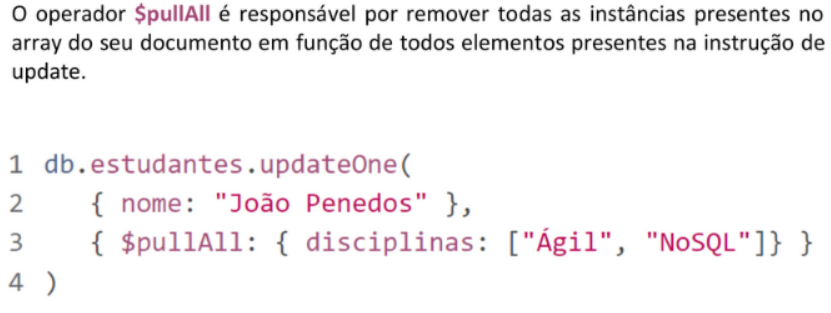 O operador $pullAll é responsável por remover todas as instâncias presentes no
array do seu documento em função de todos elementos presentes na instrução de
update.
1 db.estudantes.updateOne(
2 { nome: "João Penedos" },
3 { $pullAll: { disciplinas: ["Ágil", "NoSQL"]} }
4 )